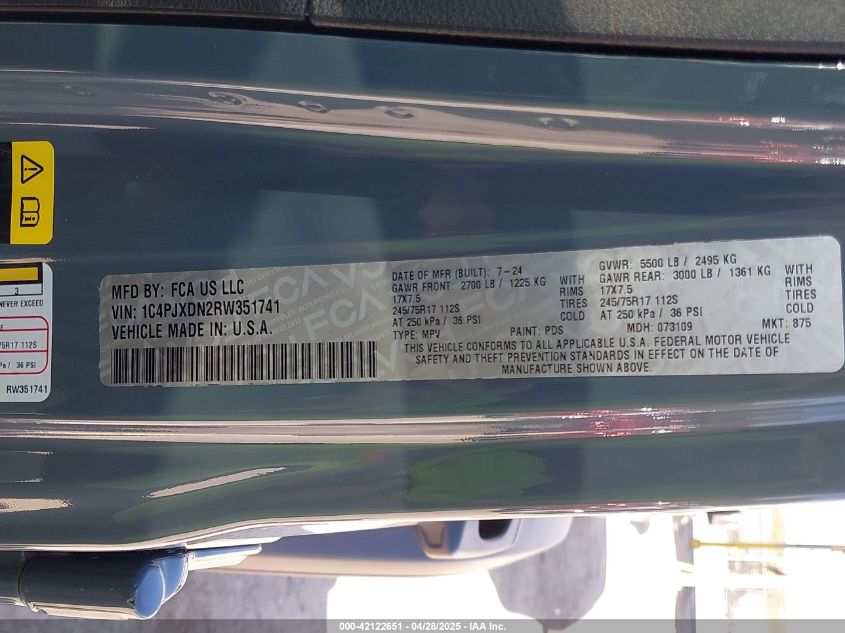 3
NEVER EXCEED
75R17 112S
36 PSI
RW351741
MFG BY: FCA US LLC
VIN: 1C4PJXDN2RW351741
VEHICLE MADE IN: U.S.A.
DATE OF MFR (BUILT): 7-24
GAWR FRONT: 2700 LB / 1225 KG WITH
17X7.5 RIMS
245/75R17 112S TIRES
AT 250 kPa / 36 PSI COLD
TYPE: MPV PAINT: PDS
GVWR: 5500 LB / 2495 KG
GAWR REAR: 3000 LB / 1361 KG WITH
17X7.5 RIMS
245/75R17 112S TIRES
AT 250 kPa / 36 PSI COLD
MDH: 073109 MKT: 875
THIS VEHICLE CONFORMS TO ALL APPLICABLE U.S.A. FEDERAL MOTOR VEHICLE
SAFETY AND THEFT PREVENTION STANDARDS IN EFFECT ON THE DATE OF
MANUFACTURE SHOWN ABOVE.
000-42122651 | 04/28/2025 | IAA Inc.